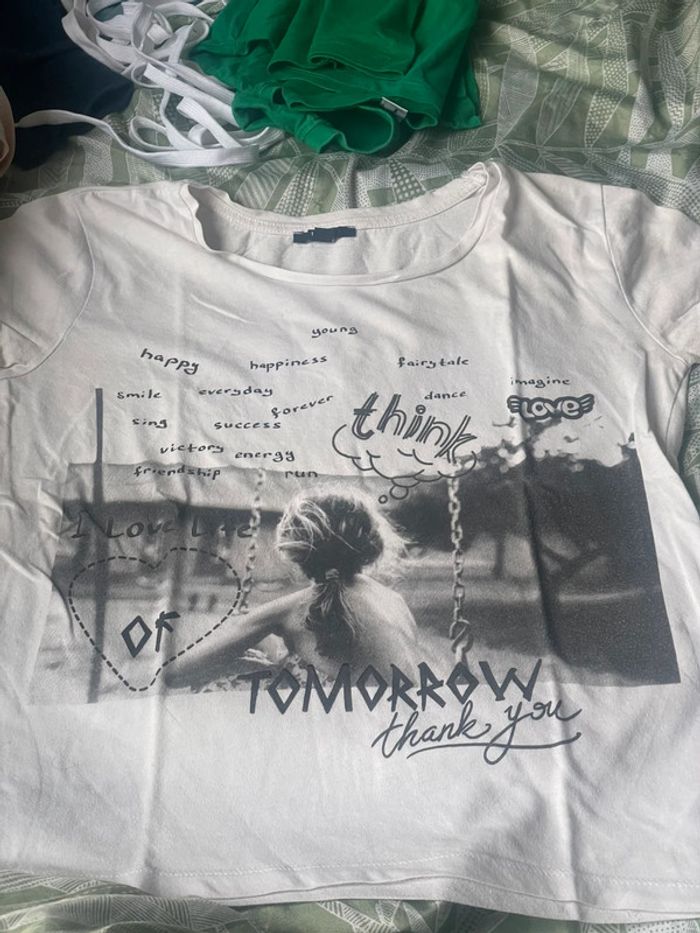 young
happy happiness fairytale
imagine
smile everyday dance
forever LOVE
sing success think
victory energy
friendship run
I Love Life
OF
TOMORROW
thank you